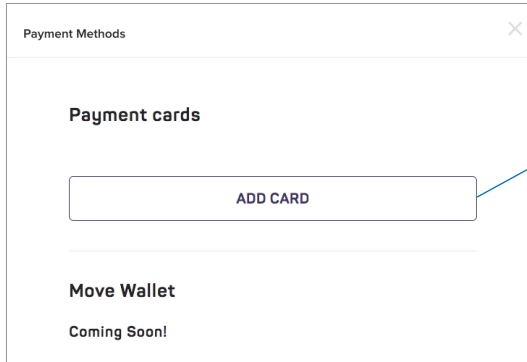 Payment Methods
Payment cards
ADD CARD
Move Wallet
Coming Soon!